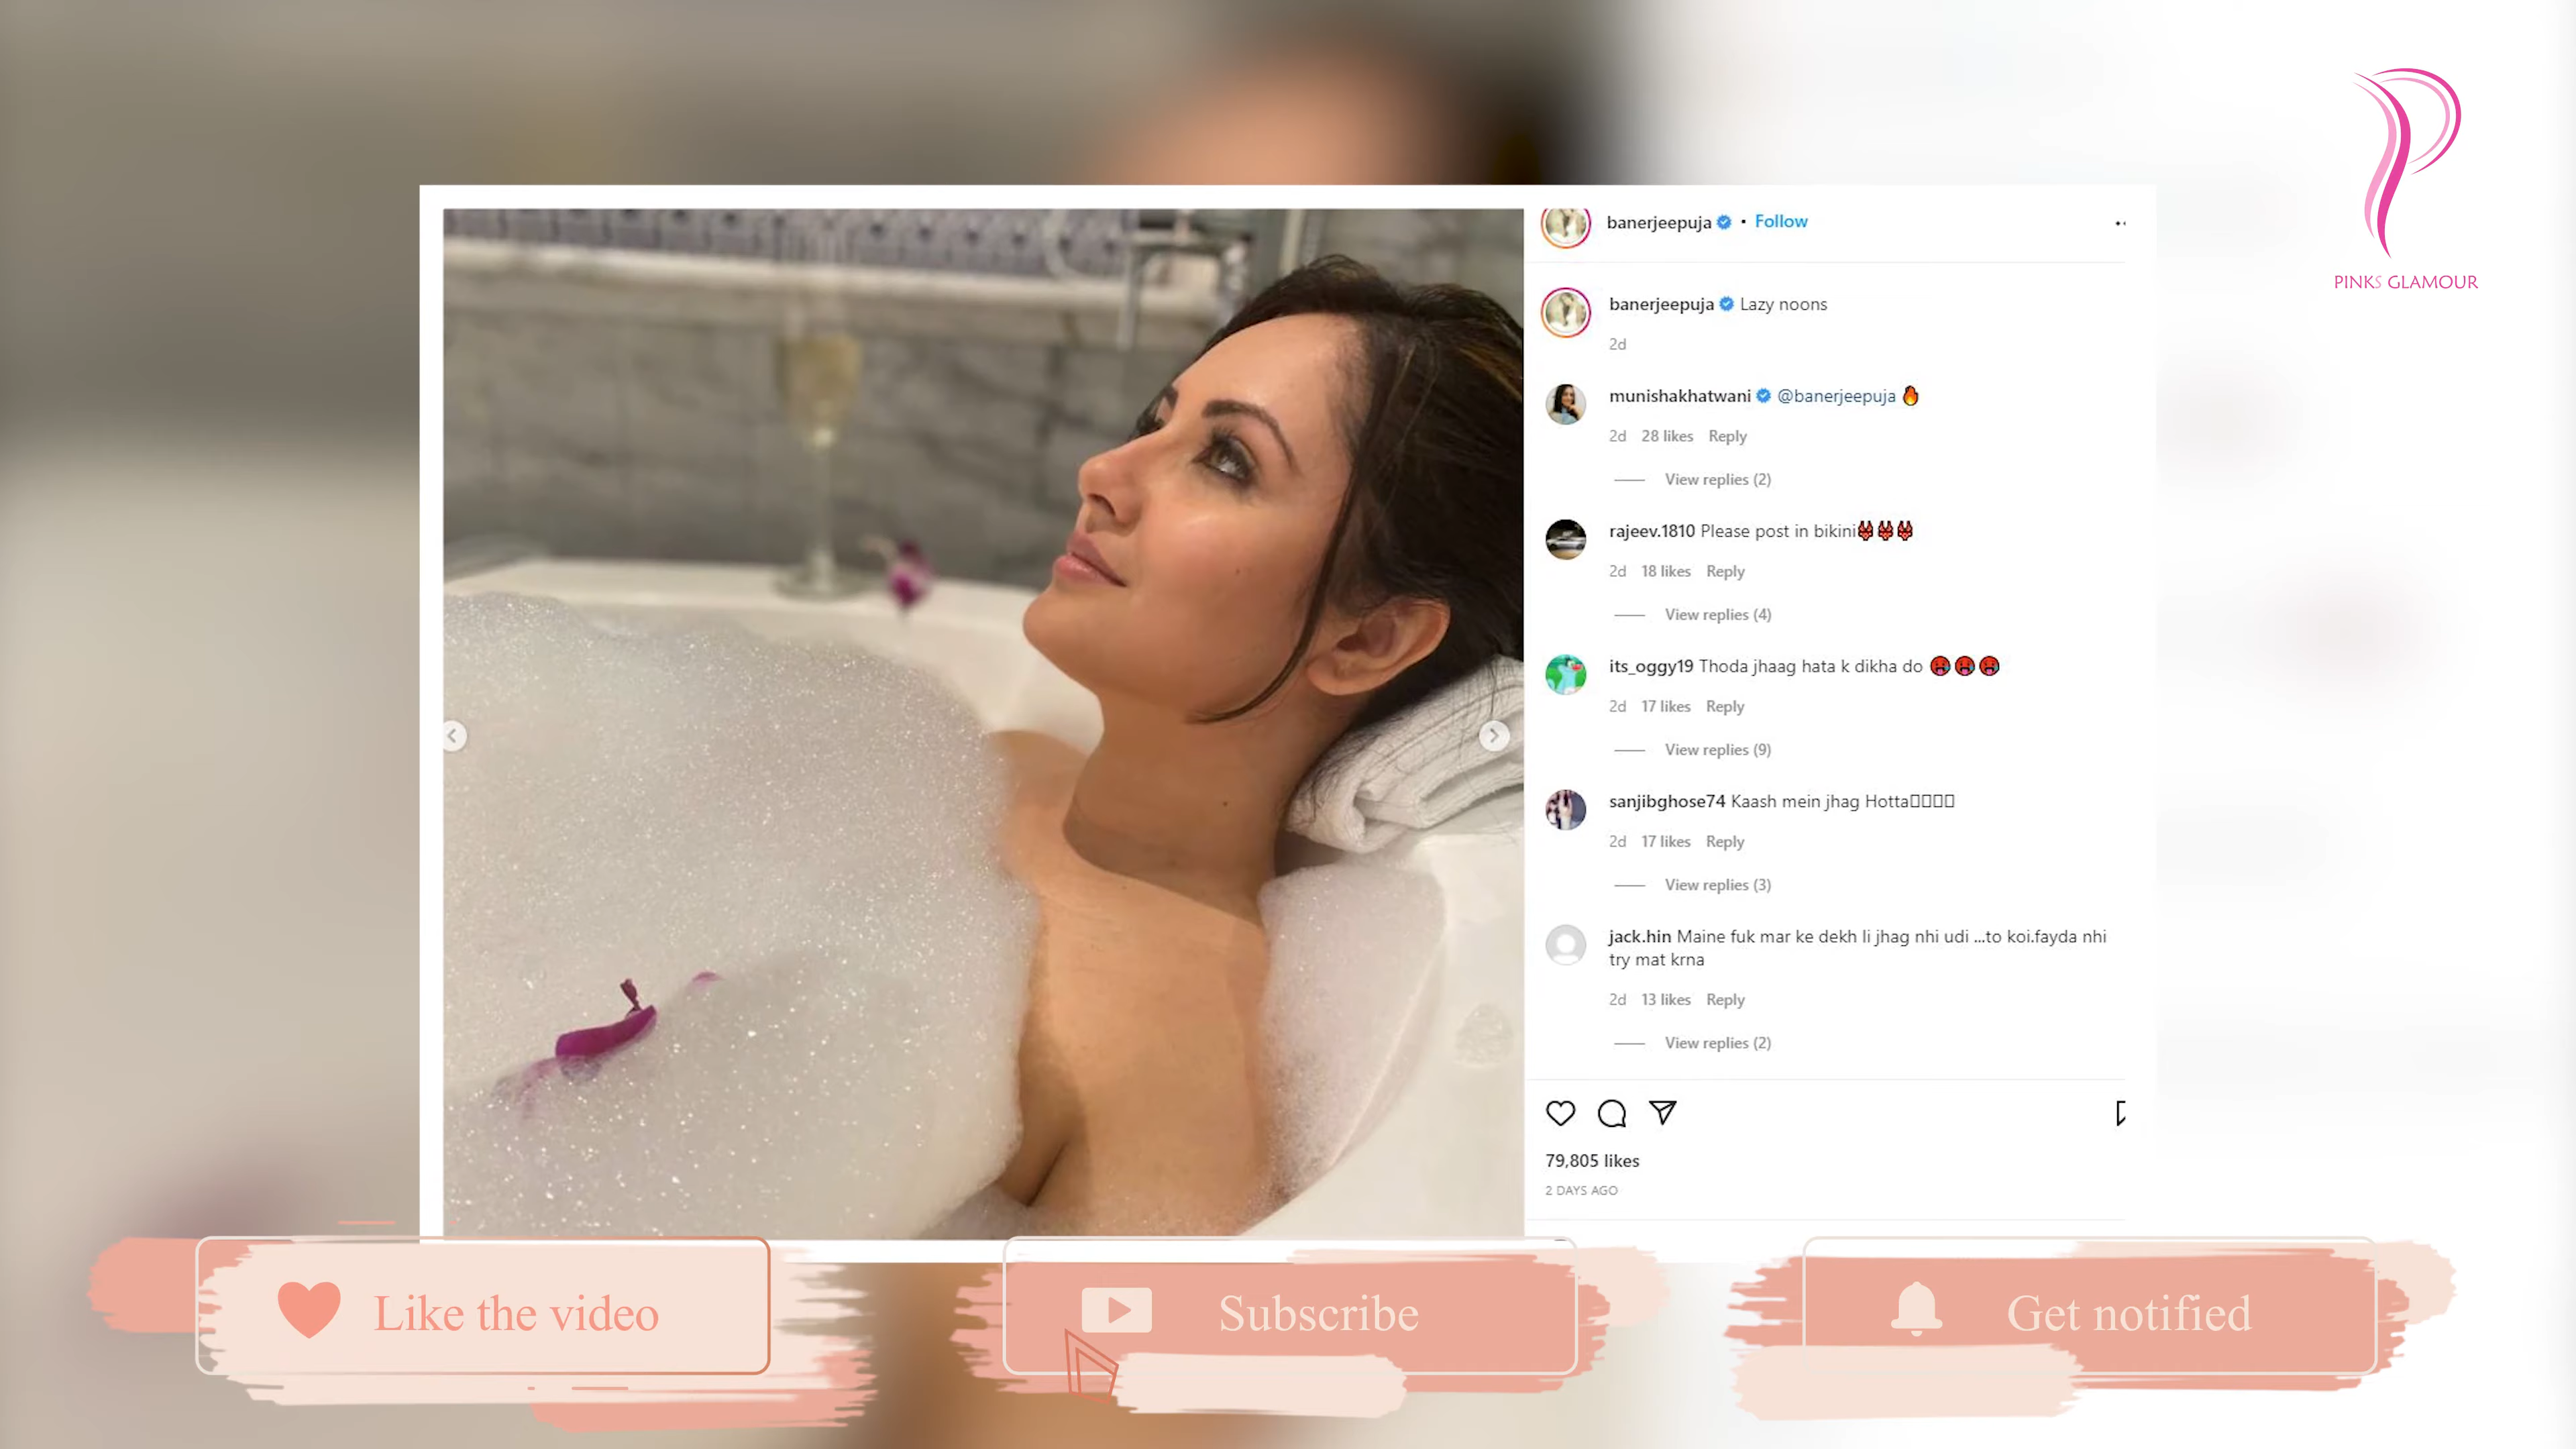 PINKS GLAMOUR
banerjeepuja • Follow
banerjeepuja Lazy noons
2d
munishakhatwani @banerjeepuja 🔥
2d 28 likes Reply
View replies (2)
rajeev.1810 Please post in bikini👙👙👙
2d 18 likes Reply
View replies (4)
its_oggy19 Thoda jhaag hata k dikha do 🥵🥵🥵
2d 17 likes Reply
View replies (9)
sanjibghose74 Kaash mein jhag Hotta
2d 17 likes Reply
View replies (3)
jack.hin Maine fuk mar ke dekh li jhag nhi udi ...to koi.fayda nhi
try mat krna
2d 13 likes Reply
View replies (2)
79,805 likes
2 DAYS AGO
Like the video
Subscribe
Get notified